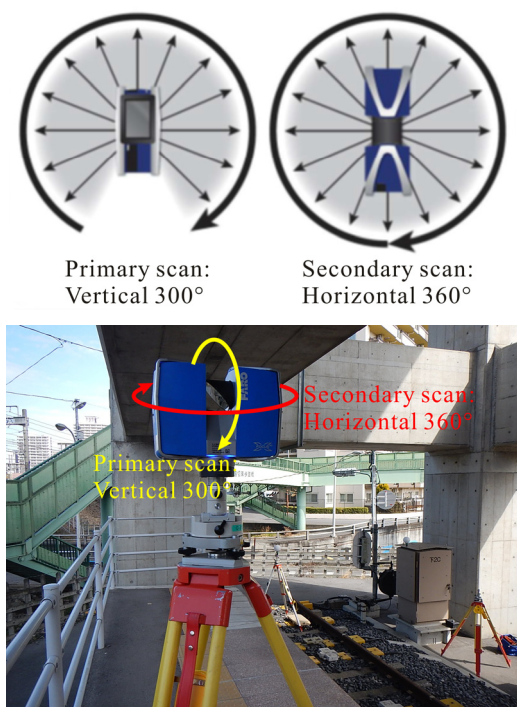 Primary scan:
Vertical 300°
Secondary scan:
Horizontal 360°
FARO
Secondary scan:
Horizontal 360°
Primary scan:
Vertical 300°